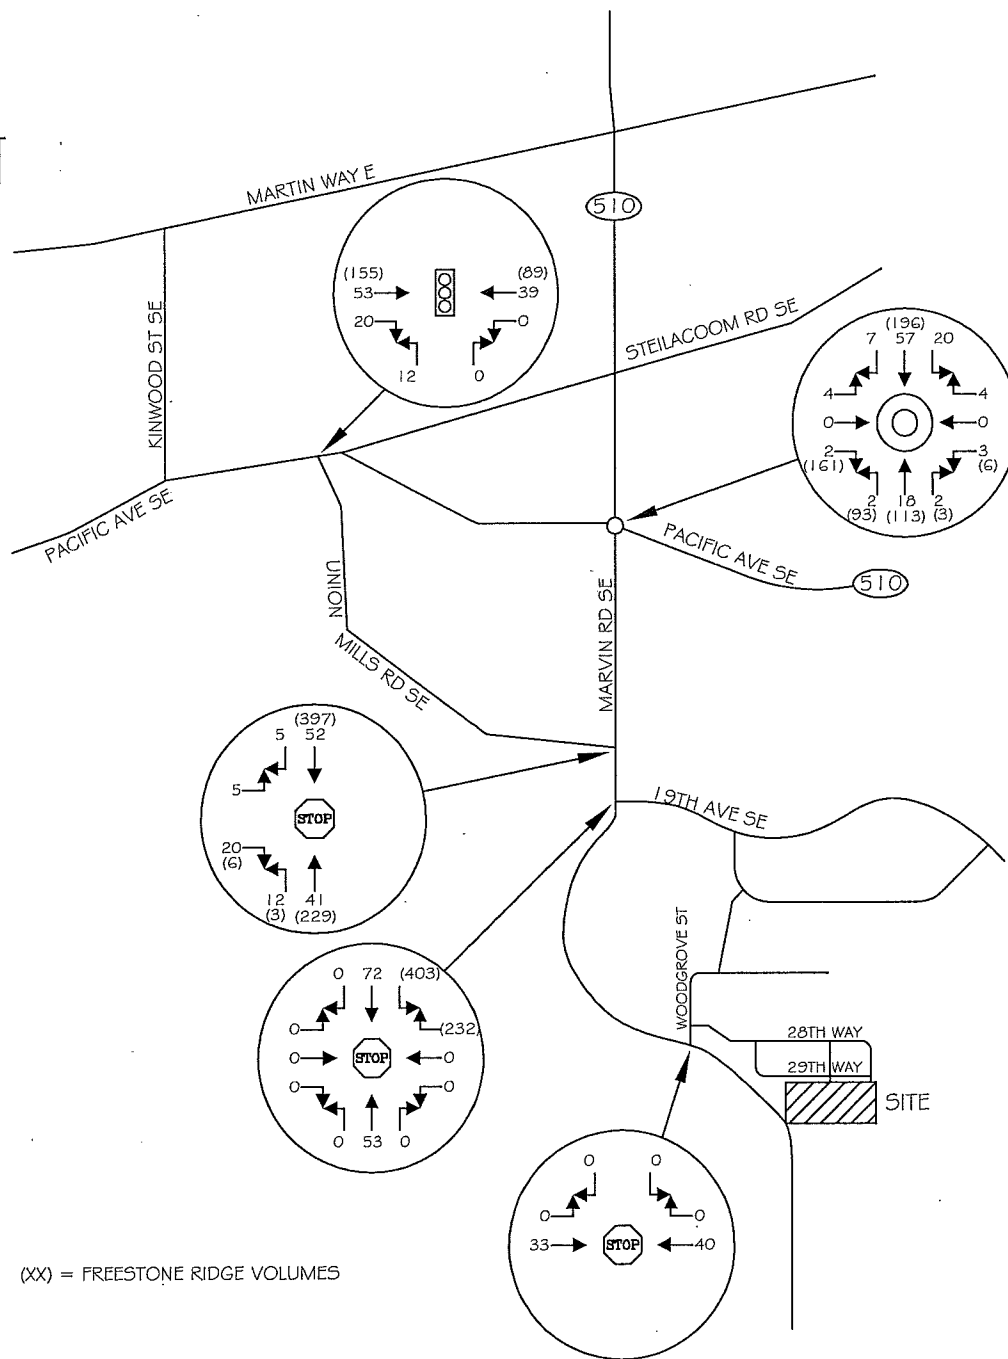 MARTIN WAY E
510
(155)
53
(89)
39
20
0
12
0
KINWOOD ST SE
STEILACOOM RD SE
(196)
7 57 20
4
4
0
0
2
(161)
3
(6)
2
(93)
18
(113)
2
(3)
PACIFIC AVE SE
PACIFIC AVE SE
510
UNION
MILLS RD SE
MARVIN RD SE
(397)
5 52
5
STOP
20
(6)
12
(3)
41
(229)
19TH AVE SE
0 72 (403)
0
(232)
0
STOP
0
0
0
0 53 0
WOODGROVE ST
28TH WAY
29TH WAY
SITE
0 0
0
0
33
STOP
40
(XX) = FREESTONE RIDGE VOLUMES